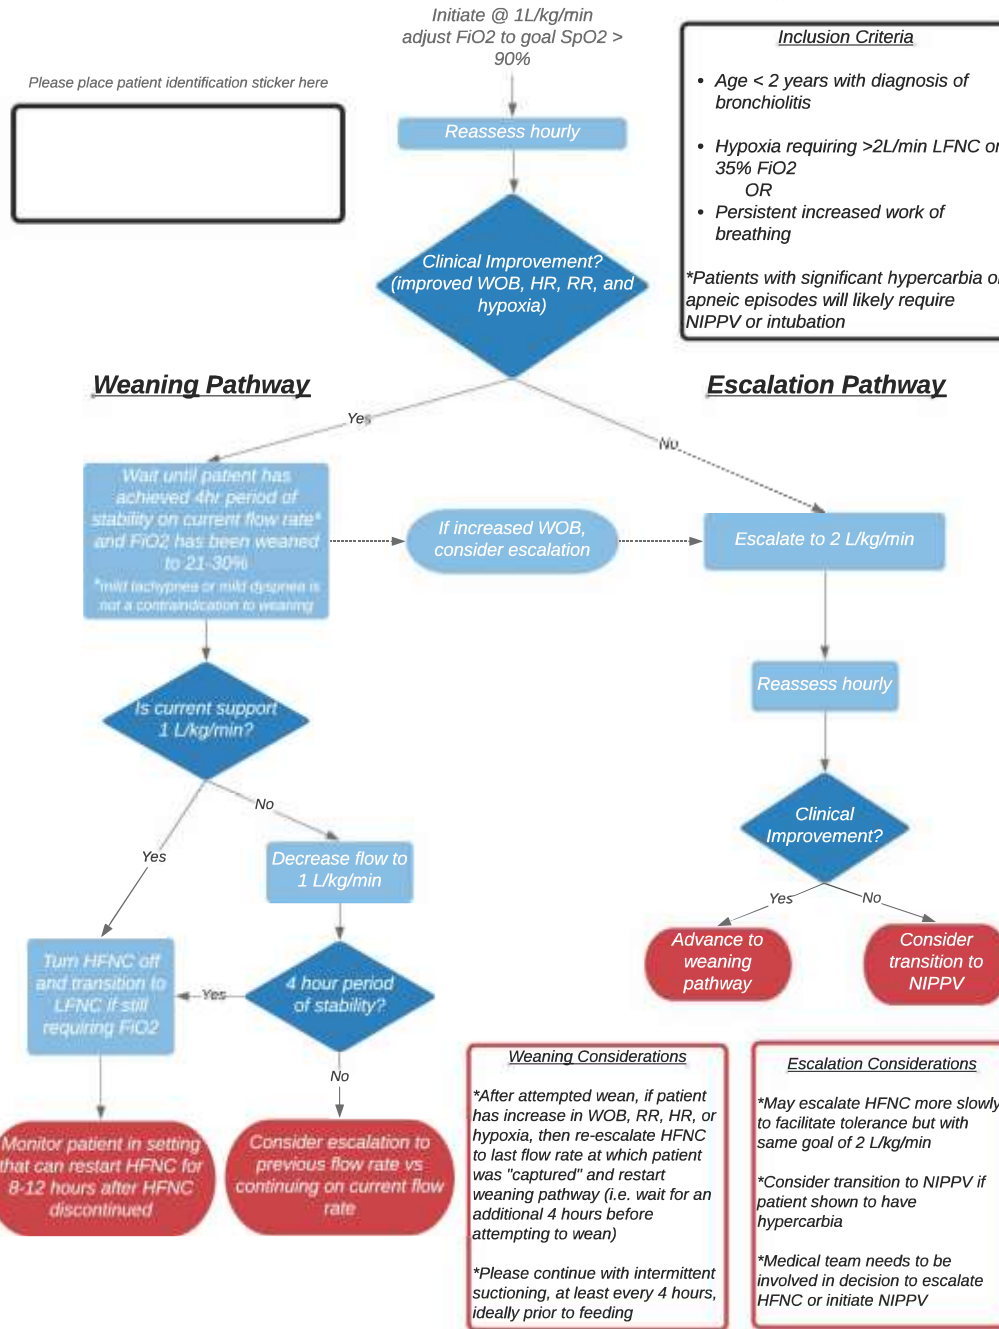 Initiate @ 1L/kg/min
adjust FiO2 to goal SpO2 >
90%
Please place patient identification sticker here
Reassess hourly
Clinical Improvement?
(improved WOB, HR, RR, and
hypoxia)
Inclusion Criteria
• Age < 2 years with diagnosis of
bronchiolitis
• Hypoxia requiring >2L/min LFNC or
35% FiO2
OR
• Persistent increased work of
breathing
*Patients with significant hypercarbia or
apneic episodes will likely require
NIPPV or intubation
Weaning Pathway
Escalation Pathway
Yes
No
Wait until patient has
achieved 4hr period of
stability on current flow rate*
and FiO2 has been weaned
to 21-30%
*mild tachypnea or mild dyspnea is
not a contraindication to weaning
If increased WOB,
consider escalation
Escalate to 2 L/kg/min
Is current support
1 L/kg/min?
Reassess hourly
No
Yes
Decrease flow to
1 L/kg/min
Clinical
Improvement?
Yes
No
Turn HFNC off
and transition to
LFNC if still
requiring FiO2
Yes
4 hour period
of stability?
Advance to
weaning
pathway
Consider
transition to
NIPPV
No
Monitor patient in setting
that can restart HFNC for
8-12 hours after HFNC
discontinued
Consider escalation to
previous flow rate vs
continuing on current flow
rate
Weaning Considerations
*After attempted wean, if patient
has increase in WOB, RR, HR, or
hypoxia, then re-escalate HFNC
to last flow rate at which patient
was "captured" and restart
weaning pathway (i.e. wait for an
additional 4 hours before
attempting to wean)
*Please continue with intermittent
suctioning, at least every 4 hours,
ideally prior to feeding
Escalation Considerations
*May escalate HFNC more slowly
to facilitate tolerance but with
same goal of 2 L/kg/min
*Consider transition to NIPPV if
patient shown to have
hypercarbia
*Medical team needs to be
involved in decision to escalate
HFNC or initiate NIPPV